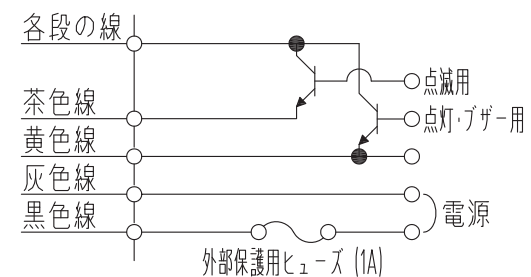 各段の線
点滅用
茶色線
点灯・ブザー用
黄色線
灰色線
電源
黒色線
外部保護用ヒューズ (1A)